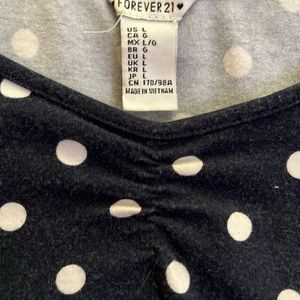 FOREVER 21
US L
CA G
MX L/G
BR G
EU L
UK L
KR L
JP L
CN 170/98A
MADE IN VIETNAM